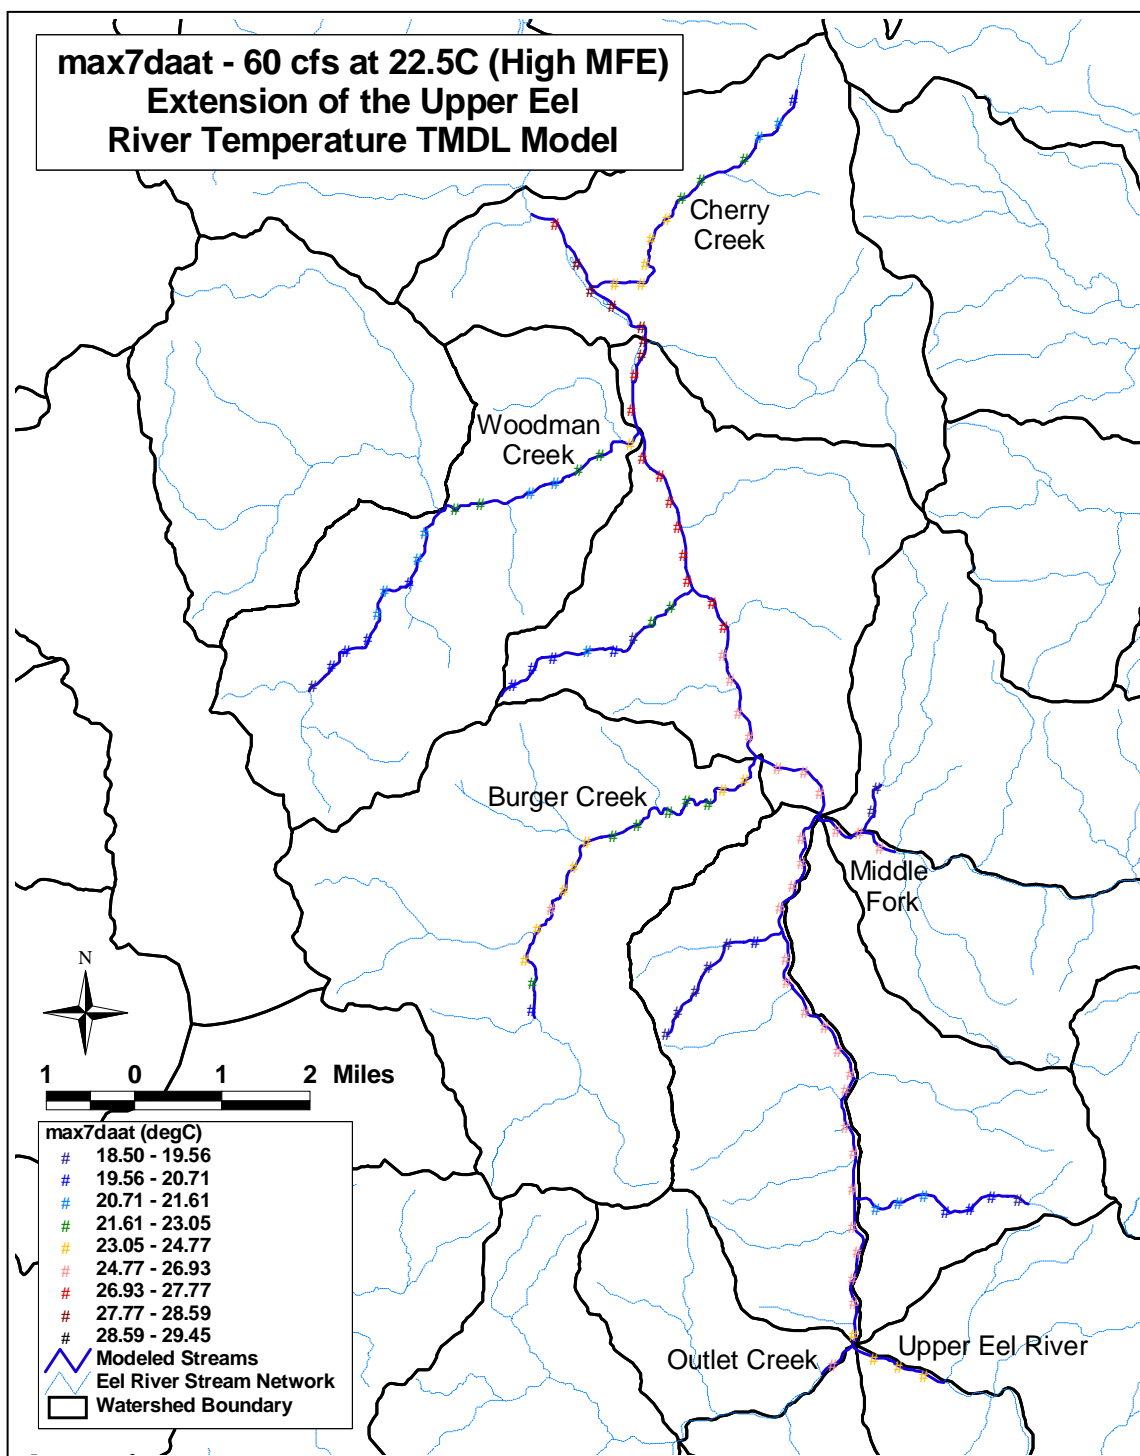 max7daat - 60 cfs at 22.5C (High MFE)
Extension of the Upper Eel
River Temperature TMDL Model
Cherry
Creek
Woodman
Creek
Burger Creek
Middle
Fork
N
1 0 1 2 Miles
max7daat (degC)
# 18.50 - 19.56
# 19.56 - 20.71
# 20.71 - 21.61
# 21.61 - 23.05
# 23.05 - 24.77
# 24.77 - 26.93
# 26.93 - 27.77
# 27.77 - 28.59
# 28.59 - 29.45
Modeled Streams
Eel River Stream Network
Watershed Boundary
Outlet Creek
Upper Eel River